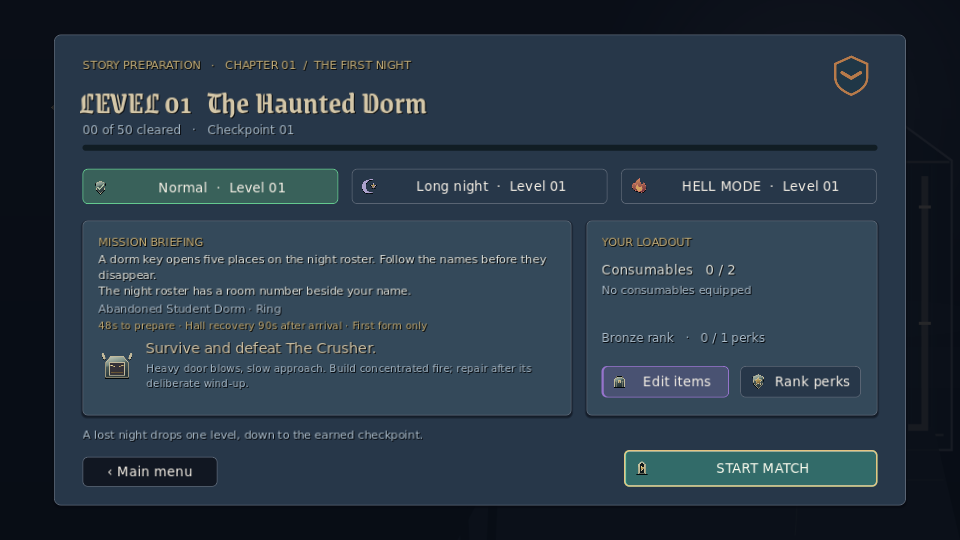 STORY PREPARATION · CHAPTER 01 / THE FIRST NIGHT
LEVEL 01 The Haunted Dorm
00 of 50 cleared · Checkpoint 01
Normal · Level 01
Long night · Level 01
HELL MODE · Level 01
MISSION BRIEFING
A dorm key opens five places on the night roster. Follow the names before they
disappear.
The night roster has a room number beside your name.
Abandoned Student Dorm · Ring
48s to prepare · Hall recovery 90s after arrival · First form only
Survive and defeat The Crusher.
Heavy door blows, slow approach. Build concentrated fire; repair after its
deliberate wind-up.
YOUR LOADOUT
Consumables 0 / 2
No consumables equipped
Bronze rank · 0 / 1 perks
Edit items
Rank perks
A lost night drops one level, down to the earned checkpoint.
‹ Main menu
START MATCH